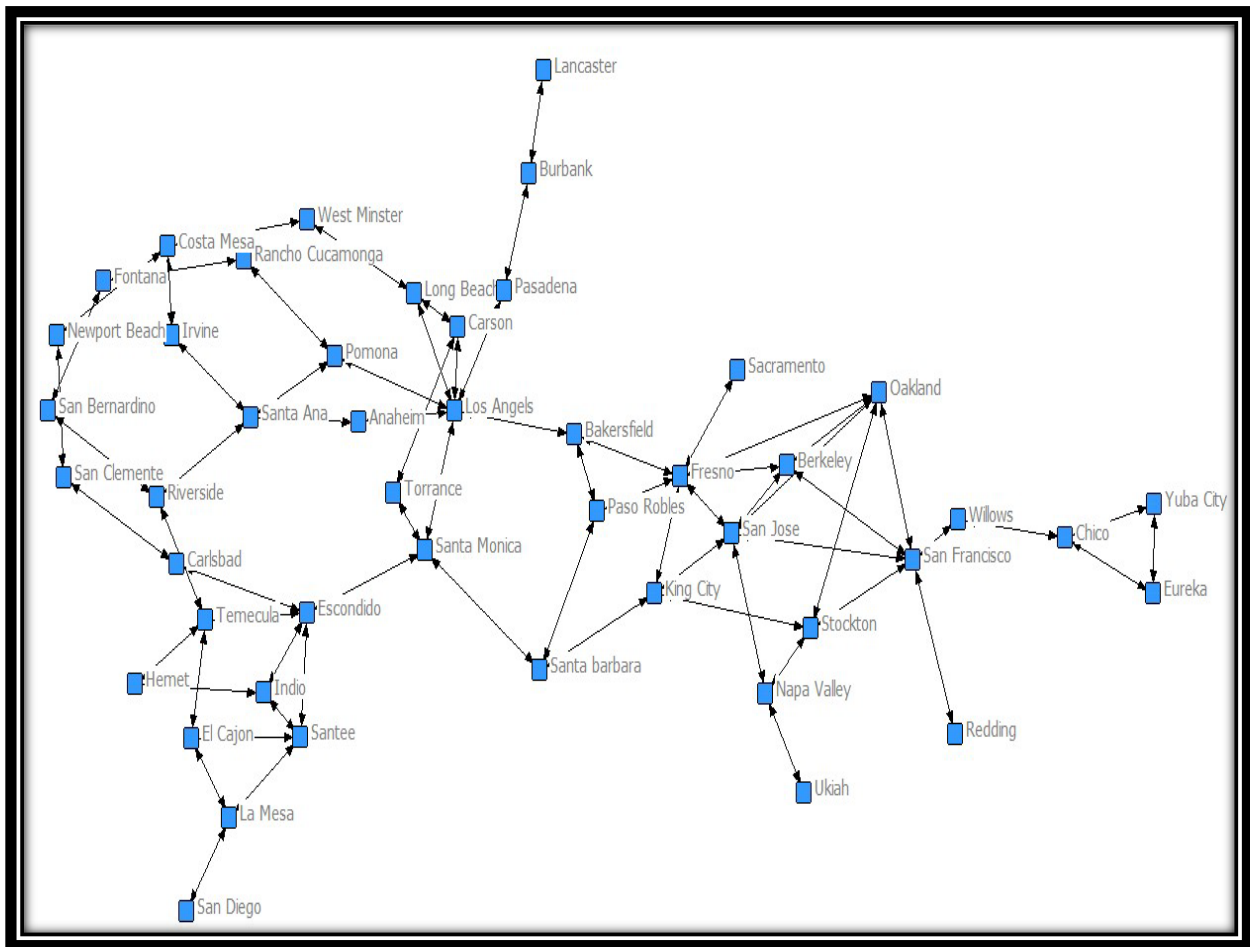 Lancaster
Burbank
West Minster
Costa Mesa
Rancho Cucamonga
Fontana
Long Beach
Pasadena
Carson
Newport Beach
Irvine
Pomona
Sacramento
Oakland
San Bernardino
Santa Ana
Anaheim
Los Angels
Bakersfield
San Clemente
Riverside
Torrance
Fresno
Berkeley
Paso Robles
San Jose
Willows
Yuba City
Chico
Carlsbad
Santa Monica
San Francisco
King City
Eureka
Temecula
Escondido
Stockton
Hemet
Indio
Santa barbara
Napa Valley
El Cajon
Santee
Redding
La Mesa
Ukiah
San Diego